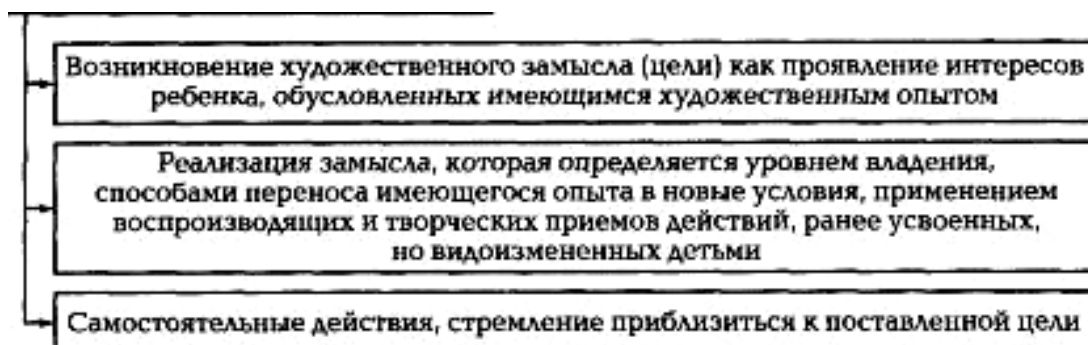 Возникновение художественного замысла (цели) как проявление интересов
ребенка, обусловленных имеющимся художественным опытом
Реализация замысла, которая определяется уровнем владения,
способами переноса имеющегося опыта в новые условия, применением
воспроизводящих и творческих приемов действий, ранее усвоенных,
но видоизмененных детьми
Самостоятельные действия, стремление приблизиться к поставленной цели